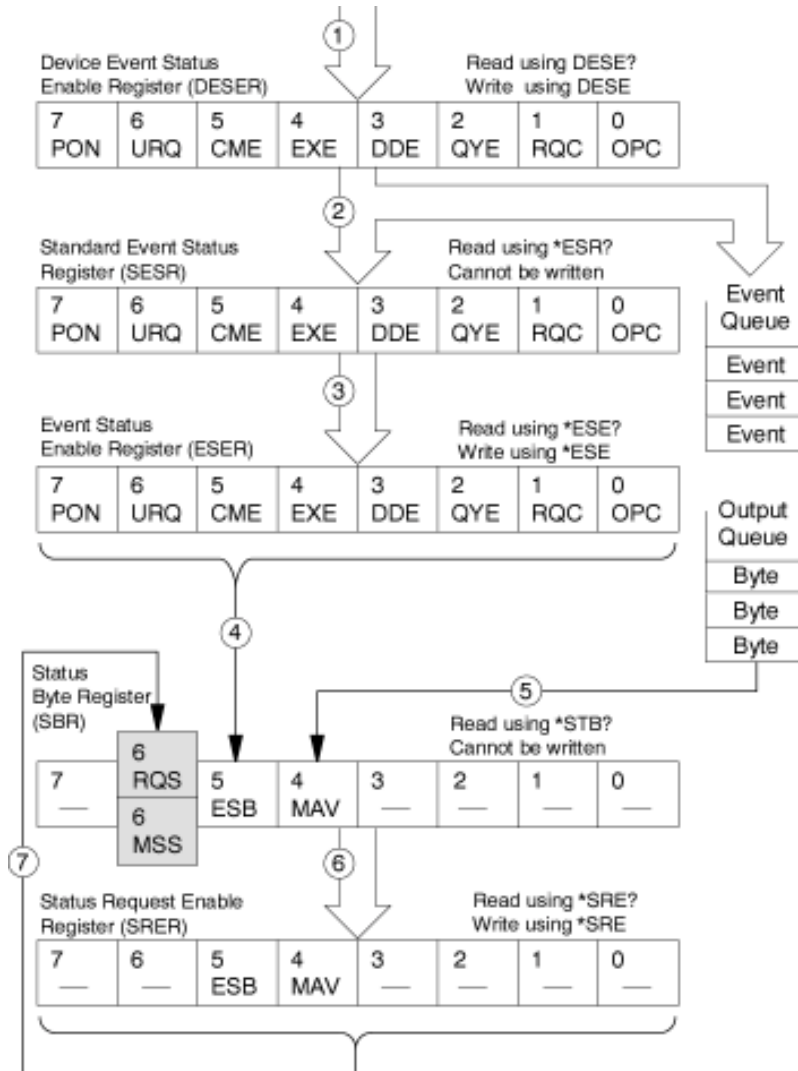 1
Device Event Status
Enable Register (DESER)
Read using DESE?
Write using DESE
7 6 5 4 3 2 1 0
PON URQ CME EXE DDE QYE RQC OPC
2
Standard Event Status
Register (SESR)
Read using *ESR?
Cannot be written
7 6 5 4 3 2 1 0
PON URQ CME EXE DDE QYE RQC OPC
Event
Queue
Event
Event
Event
3
Event Status
Enable Register (ESER)
Read using *ESE?
Write using *ESE
7 6 5 4 3 2 1 0
PON URQ CME EXE DDE QYE RQC OPC
Output
Queue
Byte
Byte
Byte
4
5
Status
Byte Register
(SBR)
Read using *STB?
Cannot be written
7 6 5 4 3 2 1 0
— RQS ESB MAV — — — —
6
MSS
7
6
Status Request Enable
Register (SRER)
Read using *SRE?
Write using *SRE
7 6 5 4 3 2 1 0
— — ESB MAV — — — —